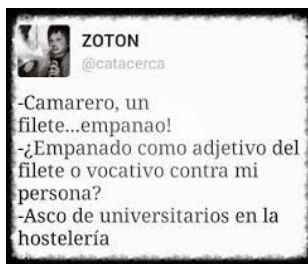 ZOTON
@catacerca
-Camarero, un
filete...empanao!
-¿Empanado como adjetivo del
filete o vocativo contra mi
persona?
-Asco de universitarios en la
hostelería